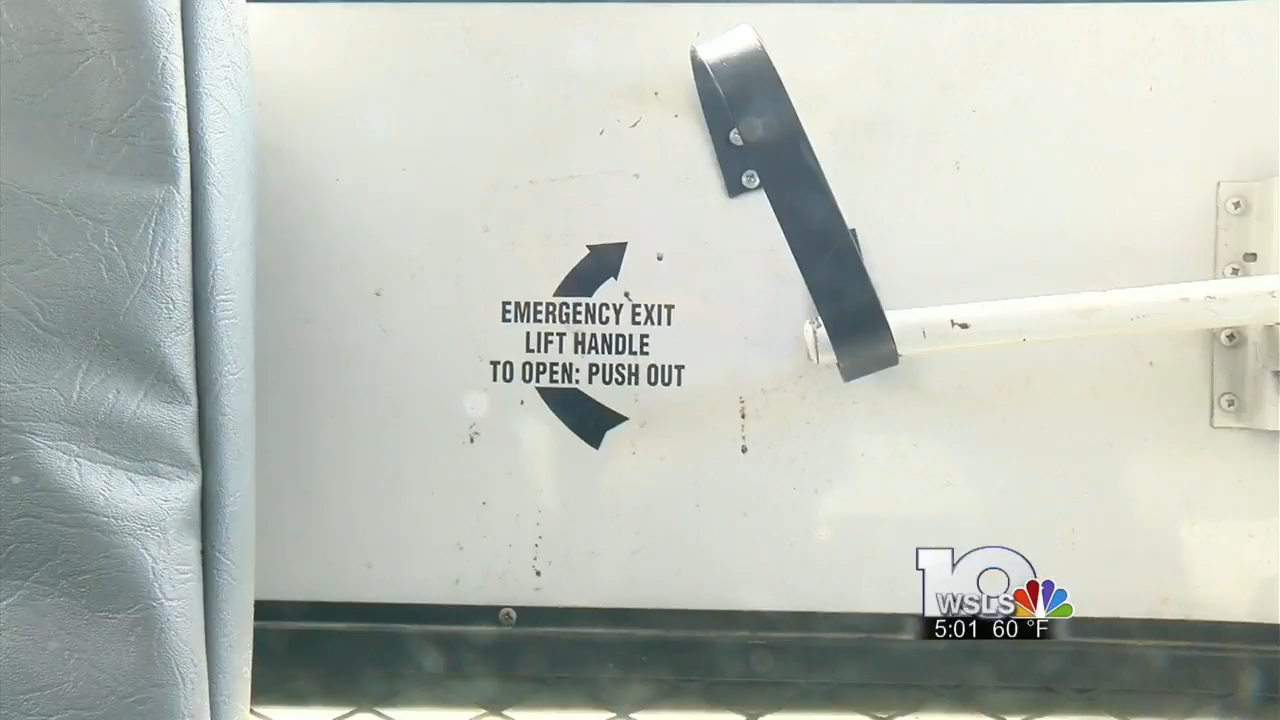 EMERGENCY EXIT
LIFT HANDLE
TO OPEN: PUSH OUT
10
WSLS
5:01 60 °F